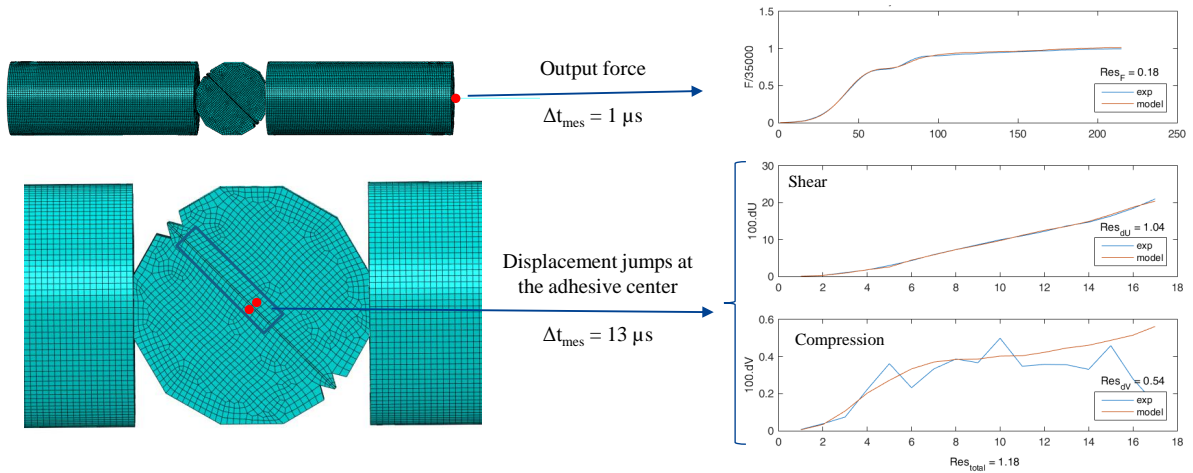 Output force
Δt_mes = 1 μs
Displacement jumps at
the adhesive center
Δt_mes = 13 μs
F/35000
1.5
1
0.5
0
0 50 100 150 200 250
Res_F = 0.18
exp
model
Shear
100.dU
30
20
10
0
0 2 4 6 8 10 12 14 16 18
Res_dU = 1.04
exp
model
Compression
100.dV
0.6
0.4
0.2
0
0 2 4 6 8 10 12 14 16 18
Res_dV = 0.54
exp
model
Res_total = 1.18